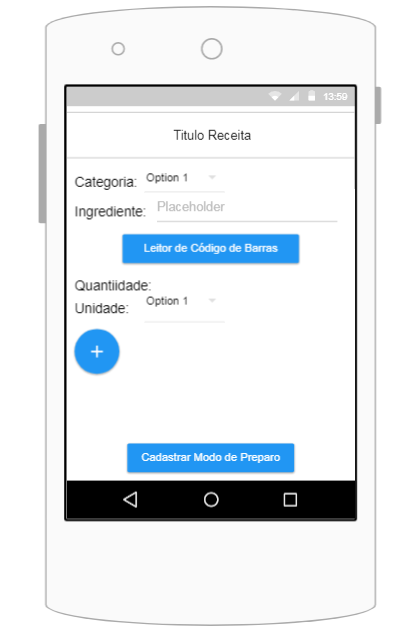 13:59
Titulo Receita
Categoria: Option 1
Ingrediente: Placeholder
Leitor de Código de Barras
Quantiidade:
Unidade: Option 1
+
Cadastrar Modo de Preparo